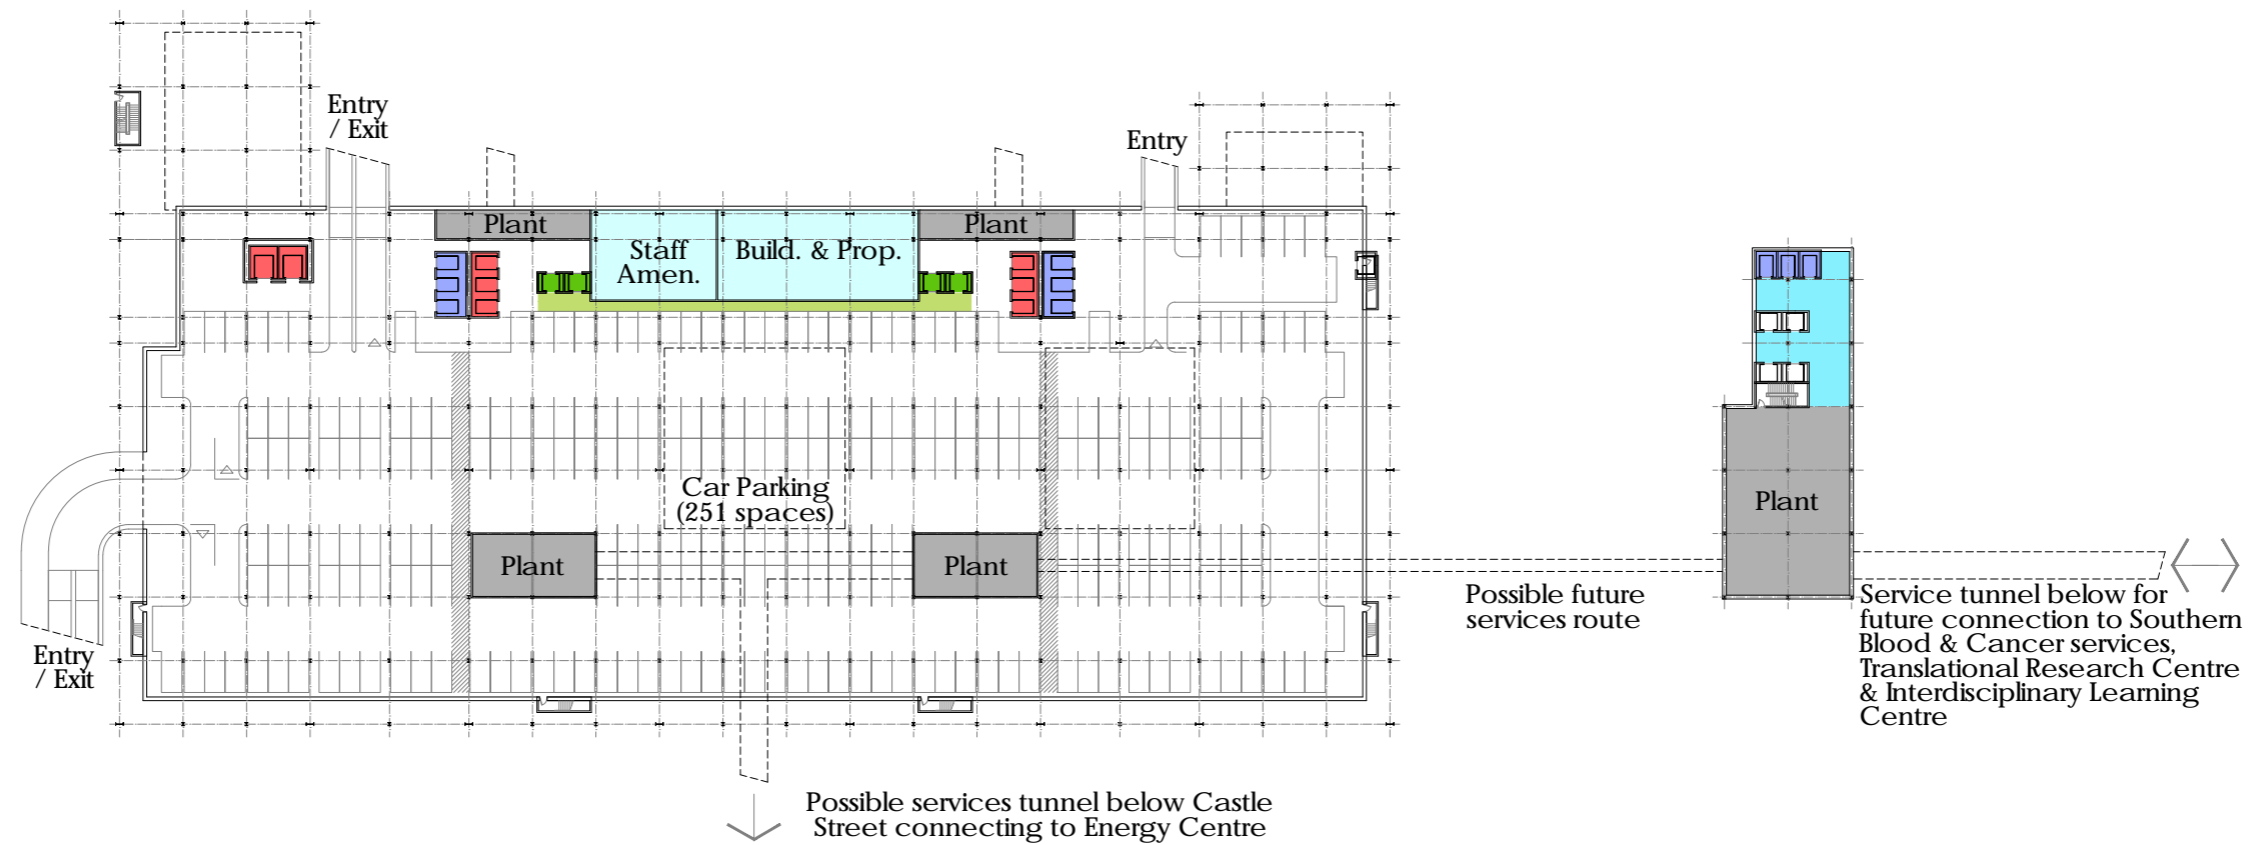 Entry
/ Exit
Entry
Plant
Plant
Staff
Amen.
Build. & Prop.
Car Parking
(251 spaces)
Plant
Plant
Plant
Entry
/ Exit
Possible future
services route
Service tunnel below for
future connection to Southern
Blood & Cancer services,
Translational Research Centre
& Interdisciplinary Learning
Centre
Possible services tunnel below Castle
Street connecting to Energy Centre